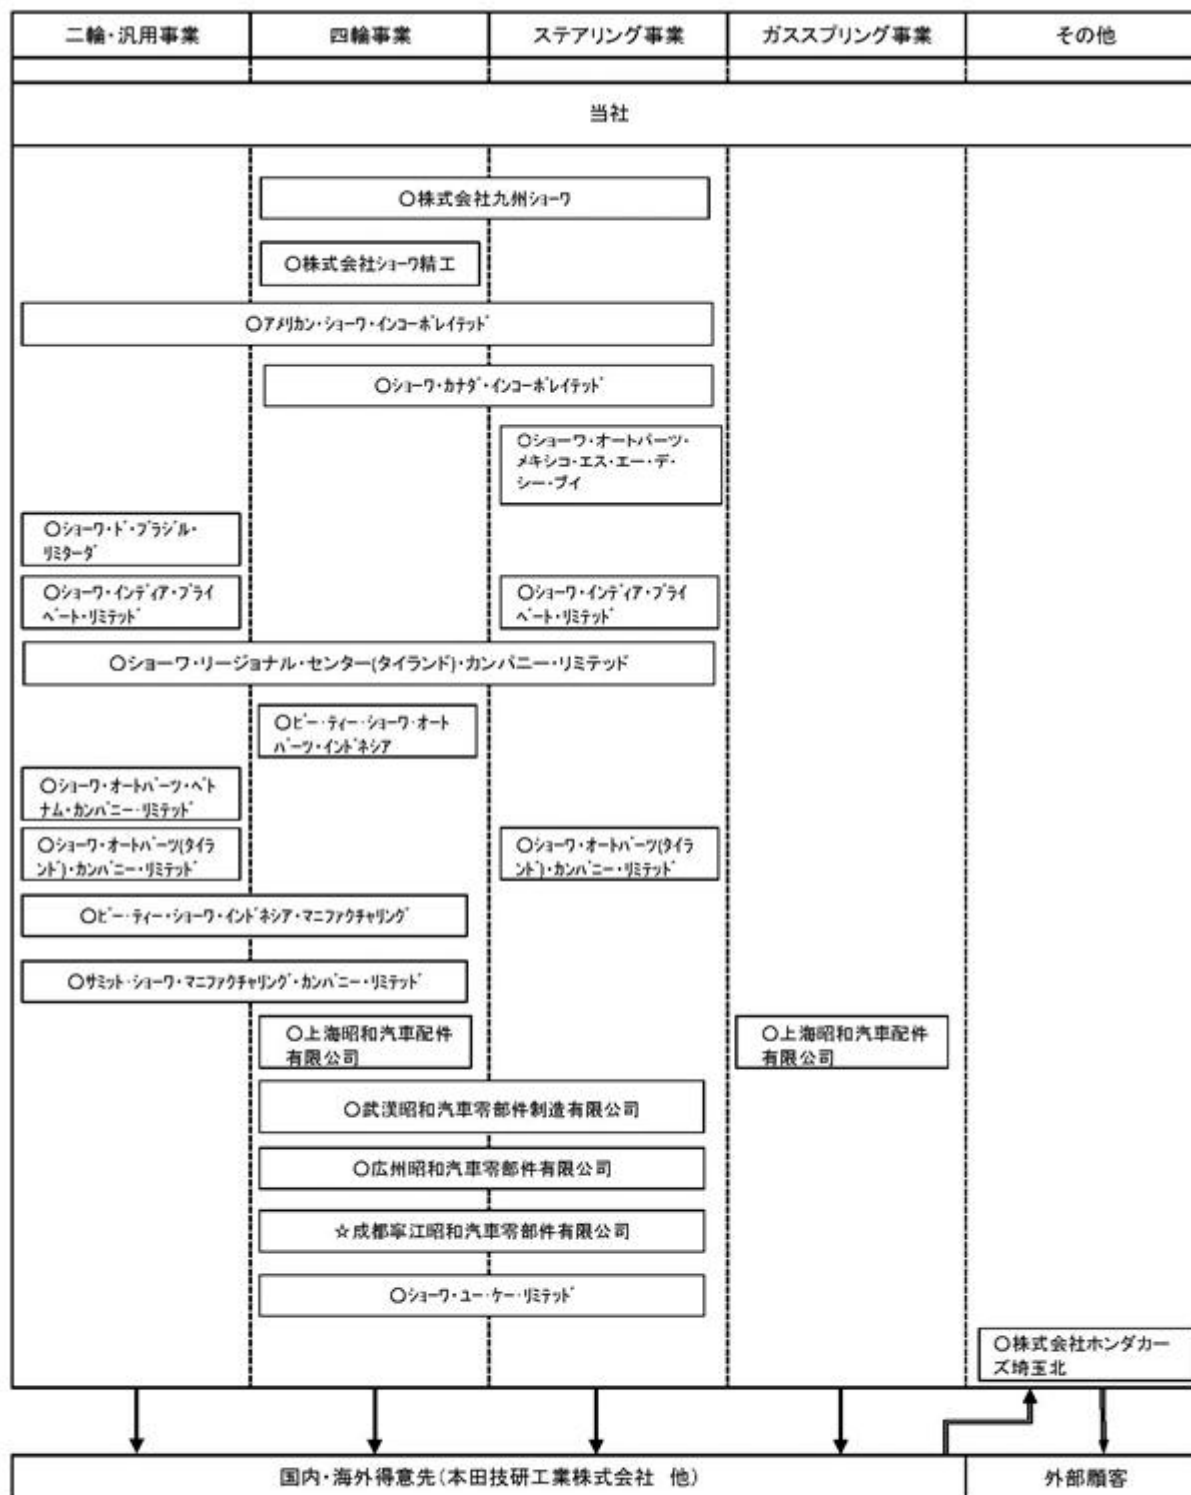 二輪・汎用事業
四輪事業
ステアリング事業
ガススプリング事業
その他
当社
○株式会社九州ショーワ
○株式会社ショーワ精工
○アメリカン・ショーワ・インコーポレイテッド
○ショーワ・カナダ・インコーポレイテッド
○ショーワ・オートパーツ・
メキシコ・エス・エー・デ・
シー・ブイ
○ショーワ・ド・ブラジル・
リミターダ
○ショーワ・インディア・プライ
ベート・リミテッド
○ショーワ・インディア・プライ
ベート・リミテッド
○ショーワ・リージョナル・センター(タイランド)・カンパニー・リミテッド
○ピー・ティー・ショーワ・オート
パーツ・インドネシア
○ショーワ・オートパーツ・ベト
ナム・カンパニー・リミテッド
○ショーワ・オートパーツ(タイラ
ンド)・カンパニー・リミテッド
○ショーワ・オートパーツ(タイラ
ンド)・カンパニー・リミテッド
○ピー・ティー・ショーワ・インドネシア・マニファクチャリング
○サミット・ショーワ・マニファクチャリング・カンパニー・リミテッド
○上海昭和汽車配件
有限公司
○上海昭和汽車配件
有限公司
○武漢昭和汽車零部件制造有限公司
○広州昭和汽車零部件有限公司
☆成都寧江昭和汽車零部件有限公司
○ショーワ・ユー・ケー・リミテッド
○株式会社ホンダカー
ズ埼玉北
国内・海外得意先(本田技研工業株式会社 他)
外部顧客